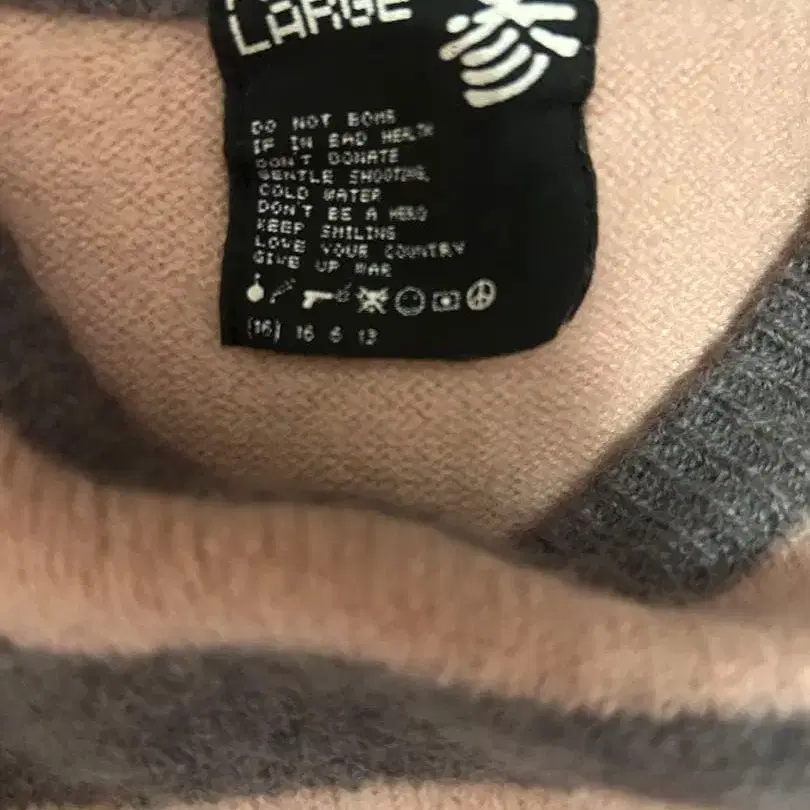 LARGE
DO NOT BOMB
IF IN BAD HEALTH
DON'T DONATE
GENTLE SHOOTING,
COLD WATER
DON'T BE A HERO
KEEP SMILING
LOVE YOUR COUNTRY
GIVE UP WAR
(16) 16 6 13